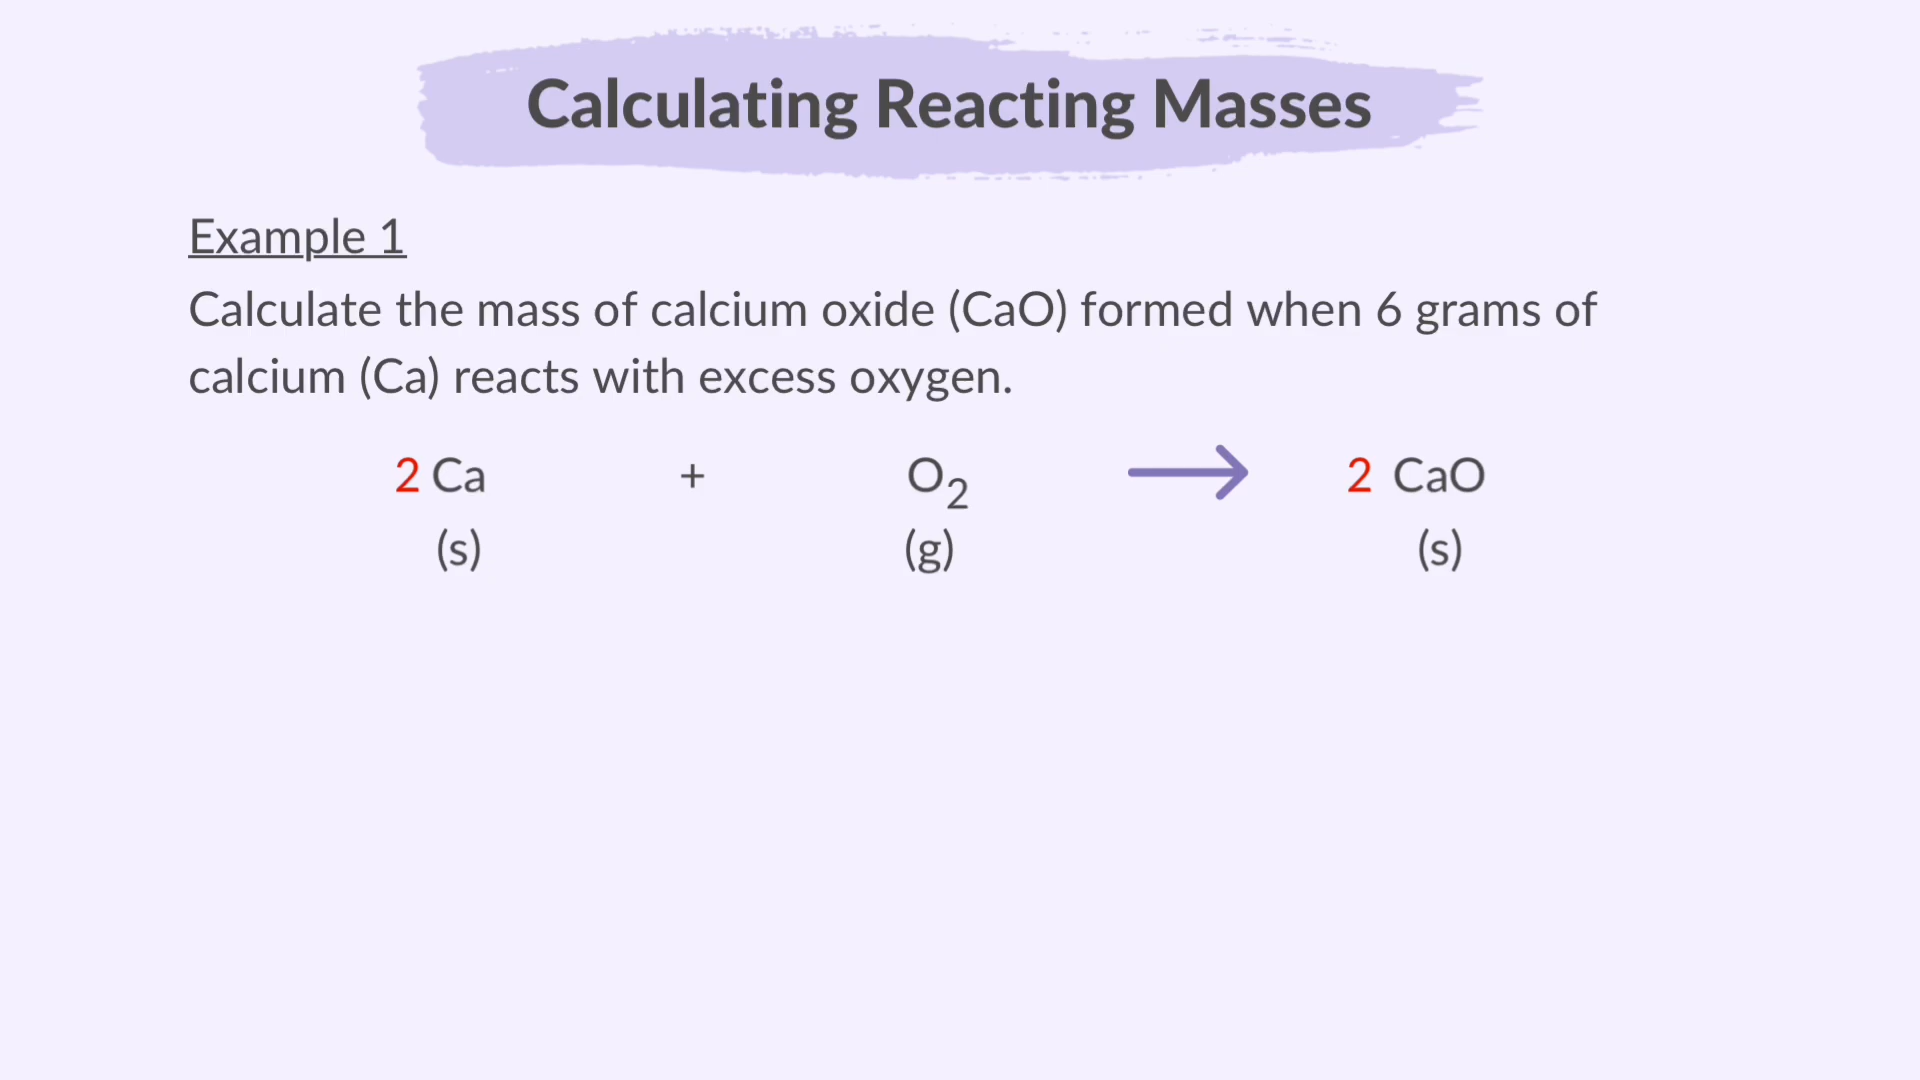 Calculating Reacting Masses
Example 1
Calculate the mass of calcium oxide (CaO) formed when 6 grams of
calcium (Ca) reacts with excess oxygen.
2 Ca + O₂ → 2 CaO
(s) (g) (s)